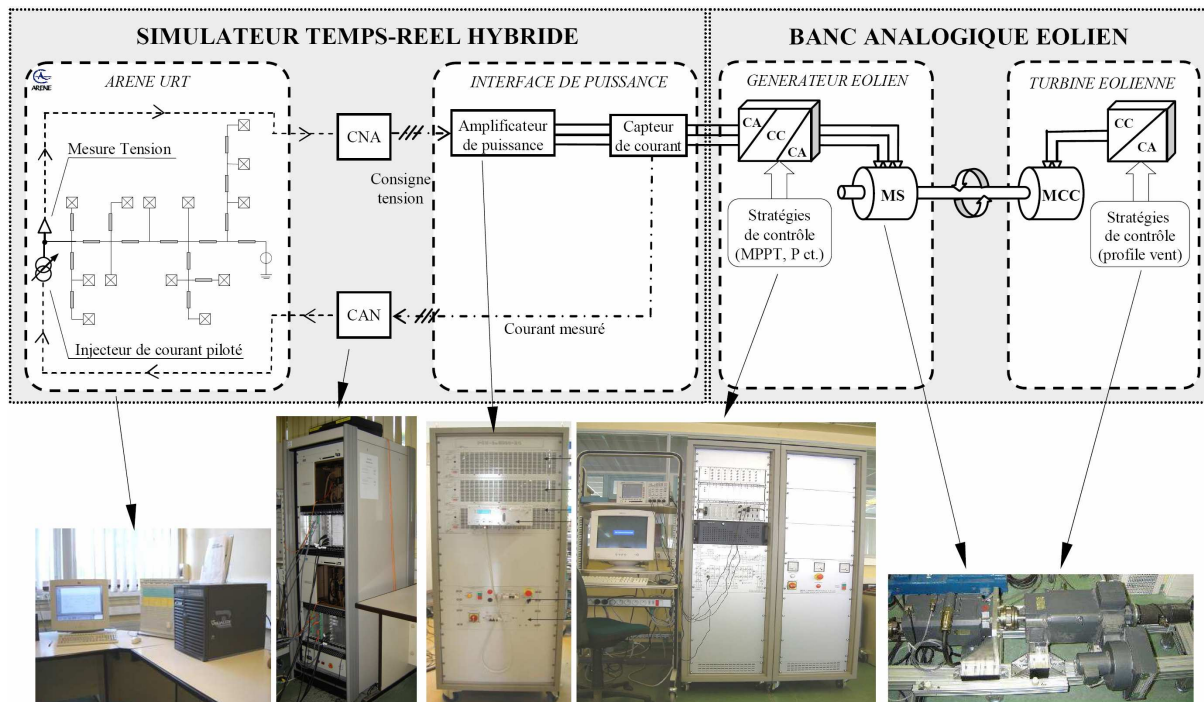 SIMULATEUR TEMPS-REEL HYBRIDE
BANC ANALOGIQUE EOLIEN
ARENE URT
ARENE
INTERFACE DE PUISSANCE
GENERATEUR EOLIEN
TURBINE EOLIENNE
Mesure Tension
CNA
Consigne
tension
Amplificateur
de puissance
Capteur
de courant
CA
CC
CA
MS
MCC
CC
CA
Stratégies
de contrôle
(MPPT, P ct.)
Stratégies
de contrôle
(profile vent)
CAN
Courant mesuré
Injecteur de courant piloté